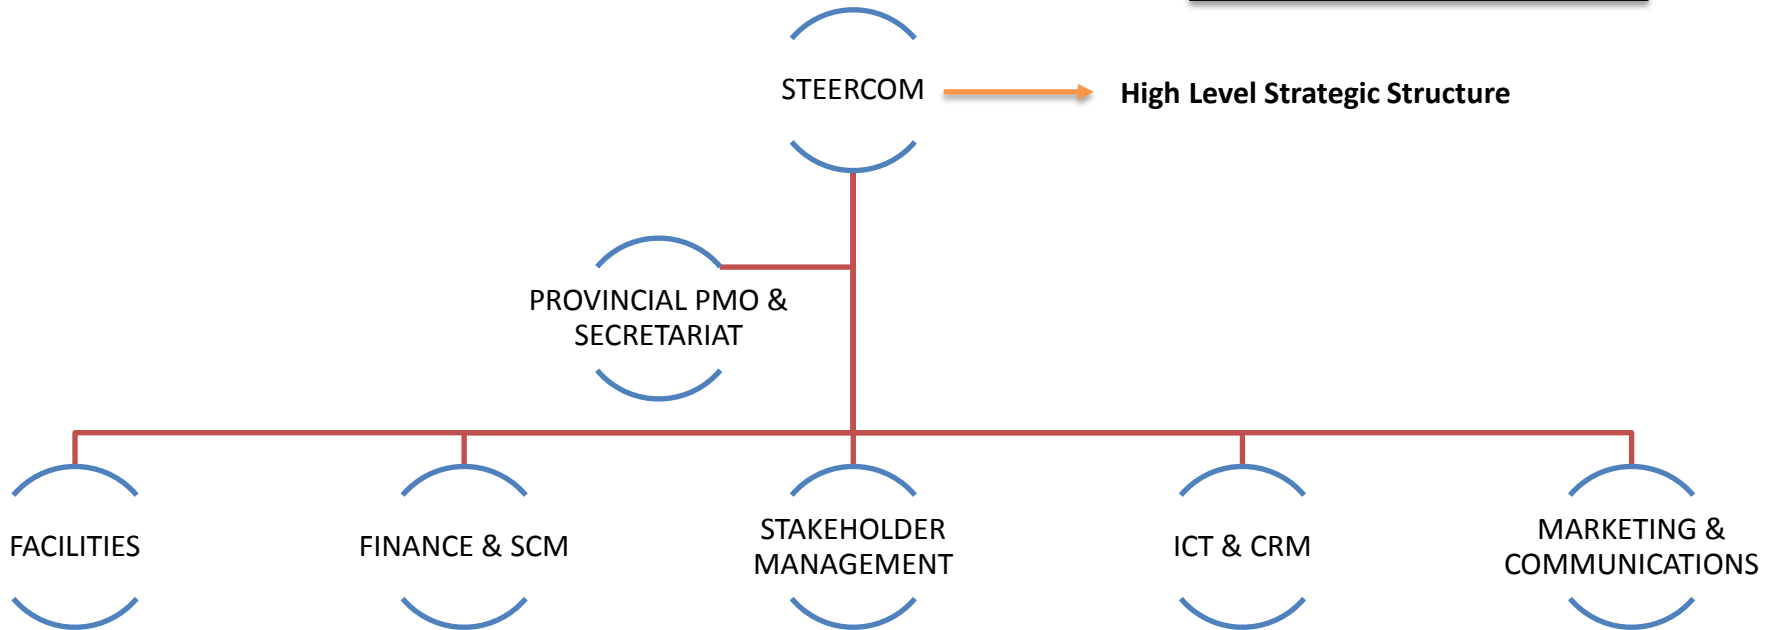 STEERCOM
High Level Strategic Structure
PROVINCIAL PMO &
SECRETARIAT
FACILITIES
FINANCE & SCM
STAKEHOLDER
MANAGEMENT
ICT & CRM
MARKETING &
COMMUNICATIONS